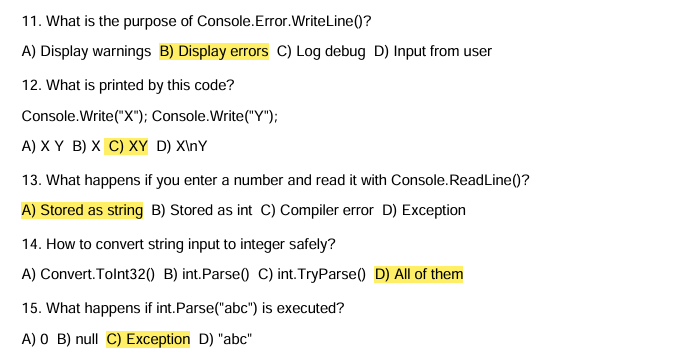 11. What is the purpose of Console.Error.WriteLine()?
A) Display warnings B) Display errors C) Log debug D) Input from user
12. What is printed by this code?
Console.Write("X"); Console.Write("Y");
A) X Y B) X C) XY D) X\nY
13. What happens if you enter a number and read it with Console.ReadLine()?
A) Stored as string B) Stored as int C) Compiler error D) Exception
14. How to convert string input to integer safely?
A) Convert.ToInt32() B) int.Parse() C) int.TryParse() D) All of them
15. What happens if int.Parse("abc") is executed?
A) 0 B) null C) Exception D) "abc"